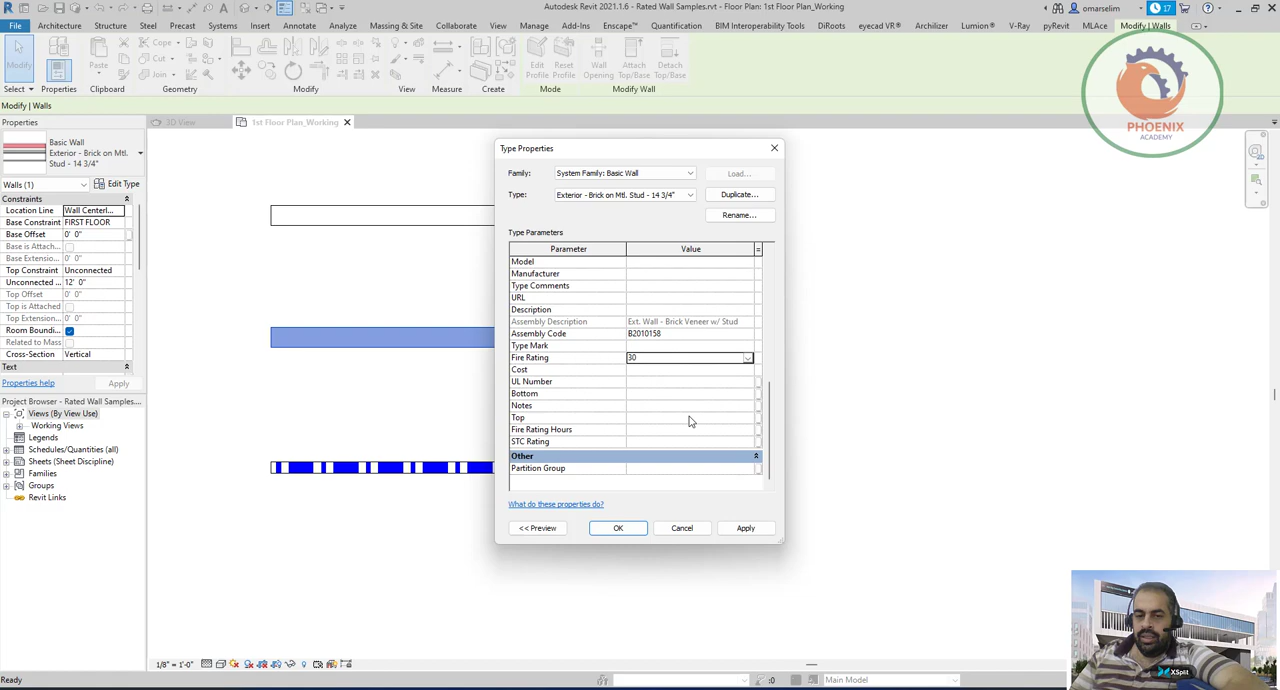 Autodesk Revit 2021.1.6 - Rated Wall Samples.rvt - Floor Plan: 1st Floor Plan_Working
omarselim
17
File Architecture Structure Steel Precast Systems Insert Annotate Analyze Massing & Site Collaborate View Manage Add-Ins Enscape™ Quantification BIM Interoperability Tools DiRoots eyecad VR® Archilizer Lumion® V-Ray pyRevit MLAce Modify | Walls
Modify
Paste
Cope
Cut
Join
Edit Profile
Reset Profile
Wall Opening
Attach Top/Base
Detach Top/Base
Select Properties Clipboard Geometry Modify View Measure Create Mode Modify Wall
Modify | Walls
PHOENIX
ACADEMY
Properties
3D View
1st Floor Plan_Working
Basic Wall
Exterior - Brick on Mtl.
Stud - 14 3/4"
Walls (1) Edit Type
Constraints
Location Line Wall Centerl...
Base Constraint FIRST FLOOR
Base Offset 0' 0"
Base is Attach...
Base Extension...
Top Constraint Unconnected
Unconnected ... 12' 0"
Top Offset 0' 0"
Top is Attached
Top Extension... 0' 0"
Room Boundi...
Related to Mass
Cross-Section Vertical
Text
Properties help Apply
Project Browser - Rated Wall Samples....
Views (By View Use)
Working Views
Legends
Schedules/Quantities (all)
Sheets (Sheet Discipline)
Families
Groups
Revit Links
Type Properties
Family: System Family: Basic Wall Load...
Type: Exterior - Brick on Mtl. Stud - 14 3/4" Duplicate...
Rename...
Type Parameters
Parameter Value =
Model
Manufacturer
Type Comments
URL
Description
Assembly Description Ext. Wall - Brick Veneer w/ Stud
Assembly Code B2010158
Type Mark
Fire Rating 30
Cost
UL Number
Bottom
Notes
Top
Fire Rating Hours
STC Rating
Other
Partition Group
What do these properties do?
<< Preview OK Cancel Apply
1/8" = 1'-0"
Ready
:0
Main Model
XSplit